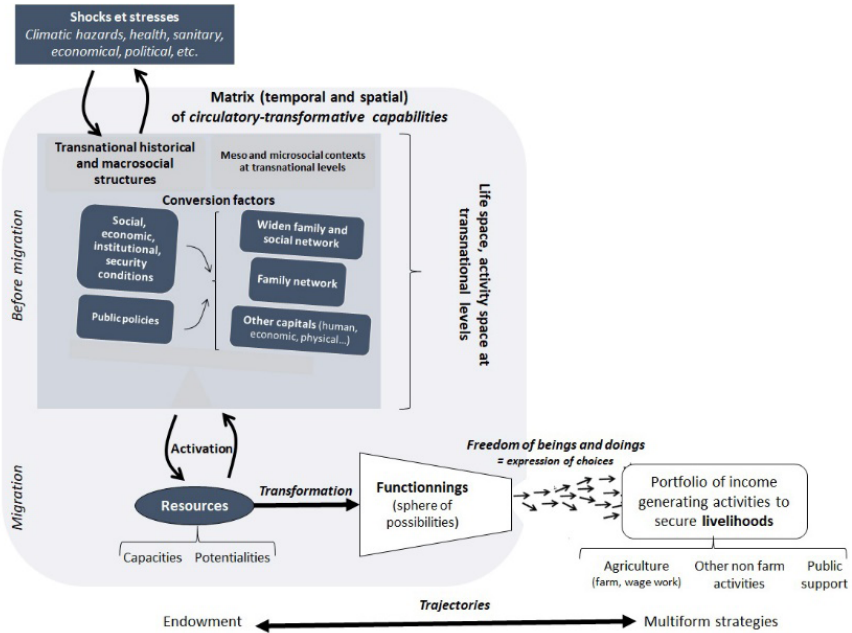 Shocks et stresses
Climatic hazards, health, sanitary,
economical, political, etc.
Matrix (temporal and spatial)
of circulatory-transformative capabilities
Transnational historical
and macrosocial
structures
Meso and microsocial contexts
at transnational levels
Conversion factors
Social,
economic,
institutional,
security
conditions
Public policies
Widen family and
social network
Family network
Other capitals (human,
economic, physical...)
Before migration
Life space, activity space at
transnational levels
Activation
Migration
Resources
Capacities
Potentialities
Transformation
Functionnings
(sphere of
possibilities)
Freedom of beings and doings
= expression of choices
Portfolio of income
generating activities to
secure livelihoods
Agriculture
(farm, wage work)
Other non farm
activities
Public
support
Trajectories
Endowment
Multiform strategies